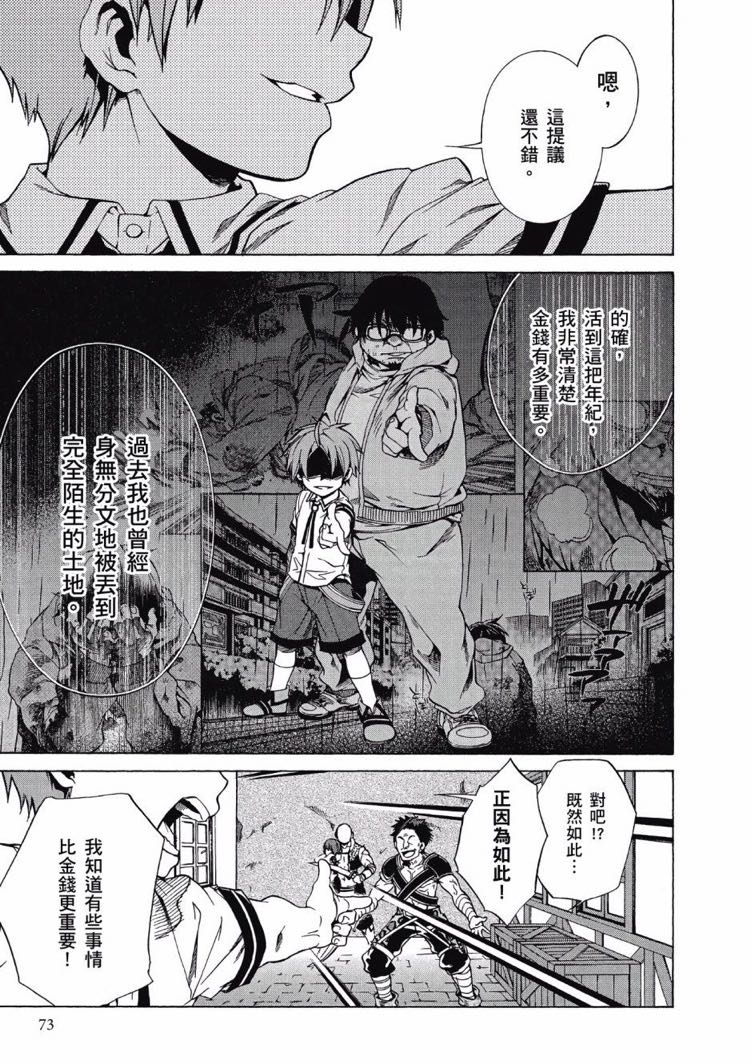 嗯，
這提議
還不錯。
的確，
活到這把年紀，
我非常清楚
金錢有多重要。
過去我也曾經
身無分文地被丟到
完全陌生的土地。
對吧!?
既然如此…
正因為如此！
我知道有些事情
比金錢更重要！
73